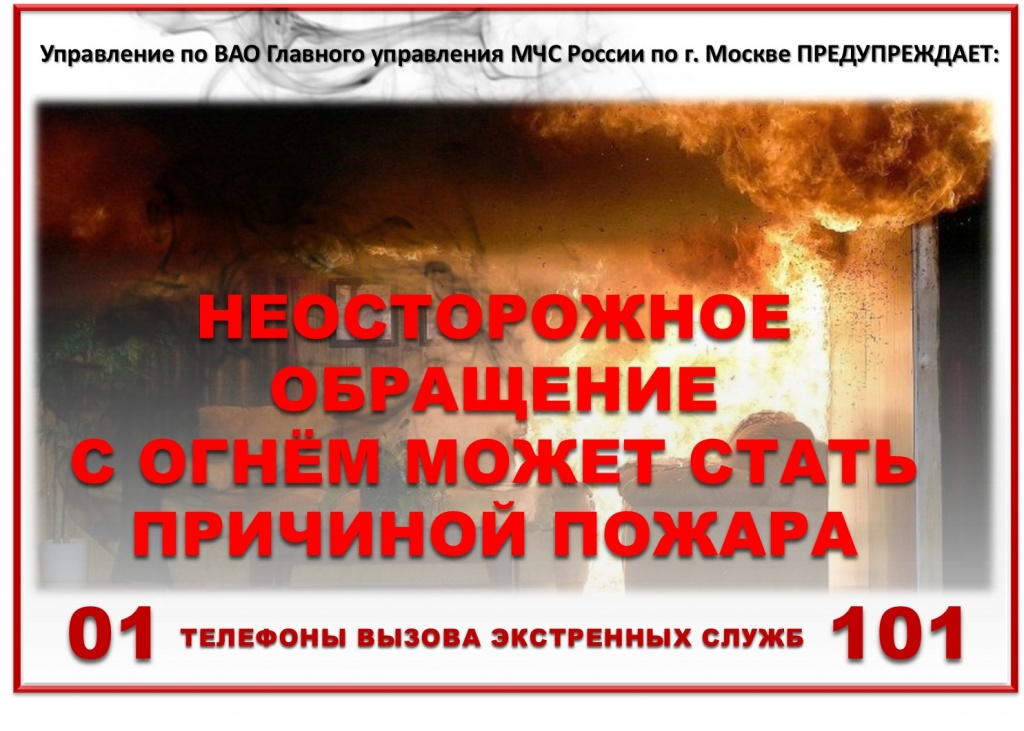 Управление по ВАО Главного управления МЧС России по г. Москве ПРЕДУПРЕЖДАЕТ:
НЕОСТОРОЖНОЕ
ОБРАЩЕНИЕ
С ОГНЁМ МОЖЕТ СТАТЬ
ПРИЧИНОЙ ПОЖАРА
01 ТЕЛЕФОНЫ ВЫЗОВА ЭКСТРЕННЫХ СЛУЖБ 101